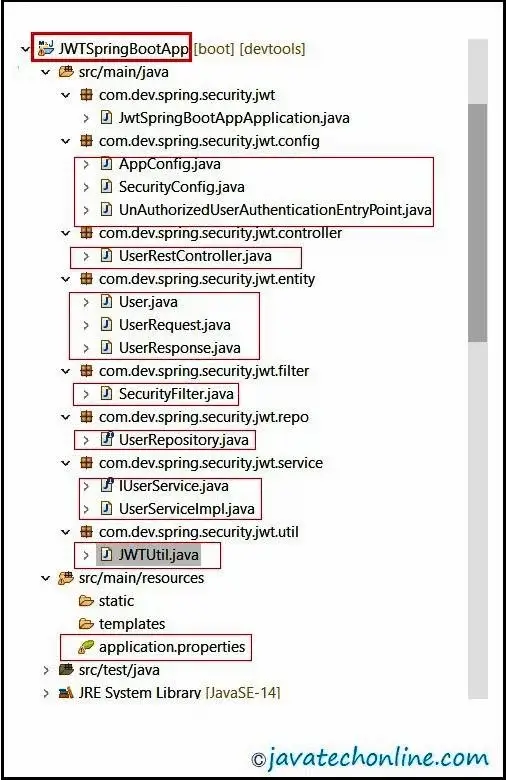 JWTSpringBootApp [boot] [devtools]
src/main/java
com.dev.spring.security.jwt
JwtSpringBootAppApplication.java
com.dev.spring.security.jwt.config
AppConfig.java
SecurityConfig.java
UnAuthorizedUserAuthenticationEntryPoint.java
com.dev.spring.security.jwt.controller
UserRestController.java
com.dev.spring.security.jwt.entity
User.java
UserRequest.java
UserResponse.java
com.dev.spring.security.jwt.filter
SecurityFilter.java
com.dev.spring.security.jwt.repo
UserRepository.java
com.dev.spring.security.jwt.service
IUserService.java
UserServiceImpl.java
com.dev.spring.security.jwt.util
JWTUtil.java
src/main/resources
static
templates
application.properties
src/test/java
JRE System Library [JavaSE-14]
©javatechonline.com